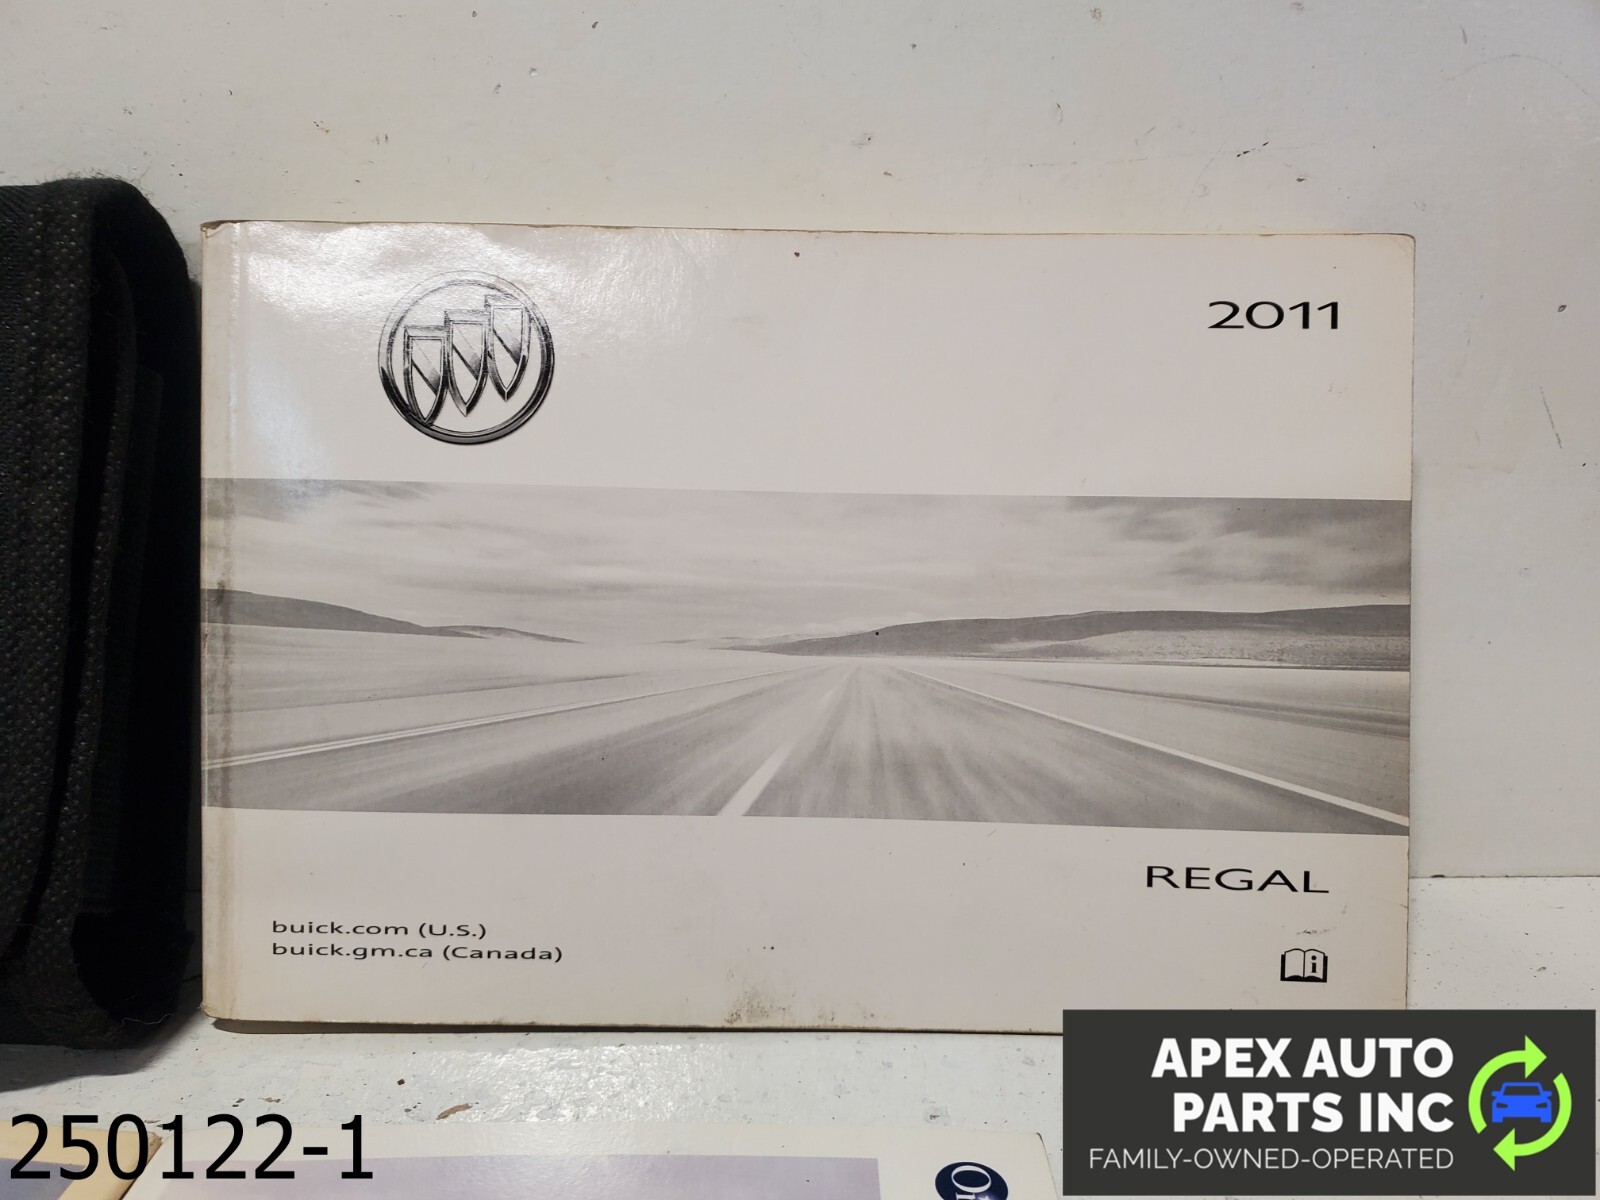 2011
REGAL
buick.com (U.S.)
buick.gm.ca (Canada)
i
APEX AUTO
PARTS INC
FAMILY-OWNED-OPERATED
250122-1